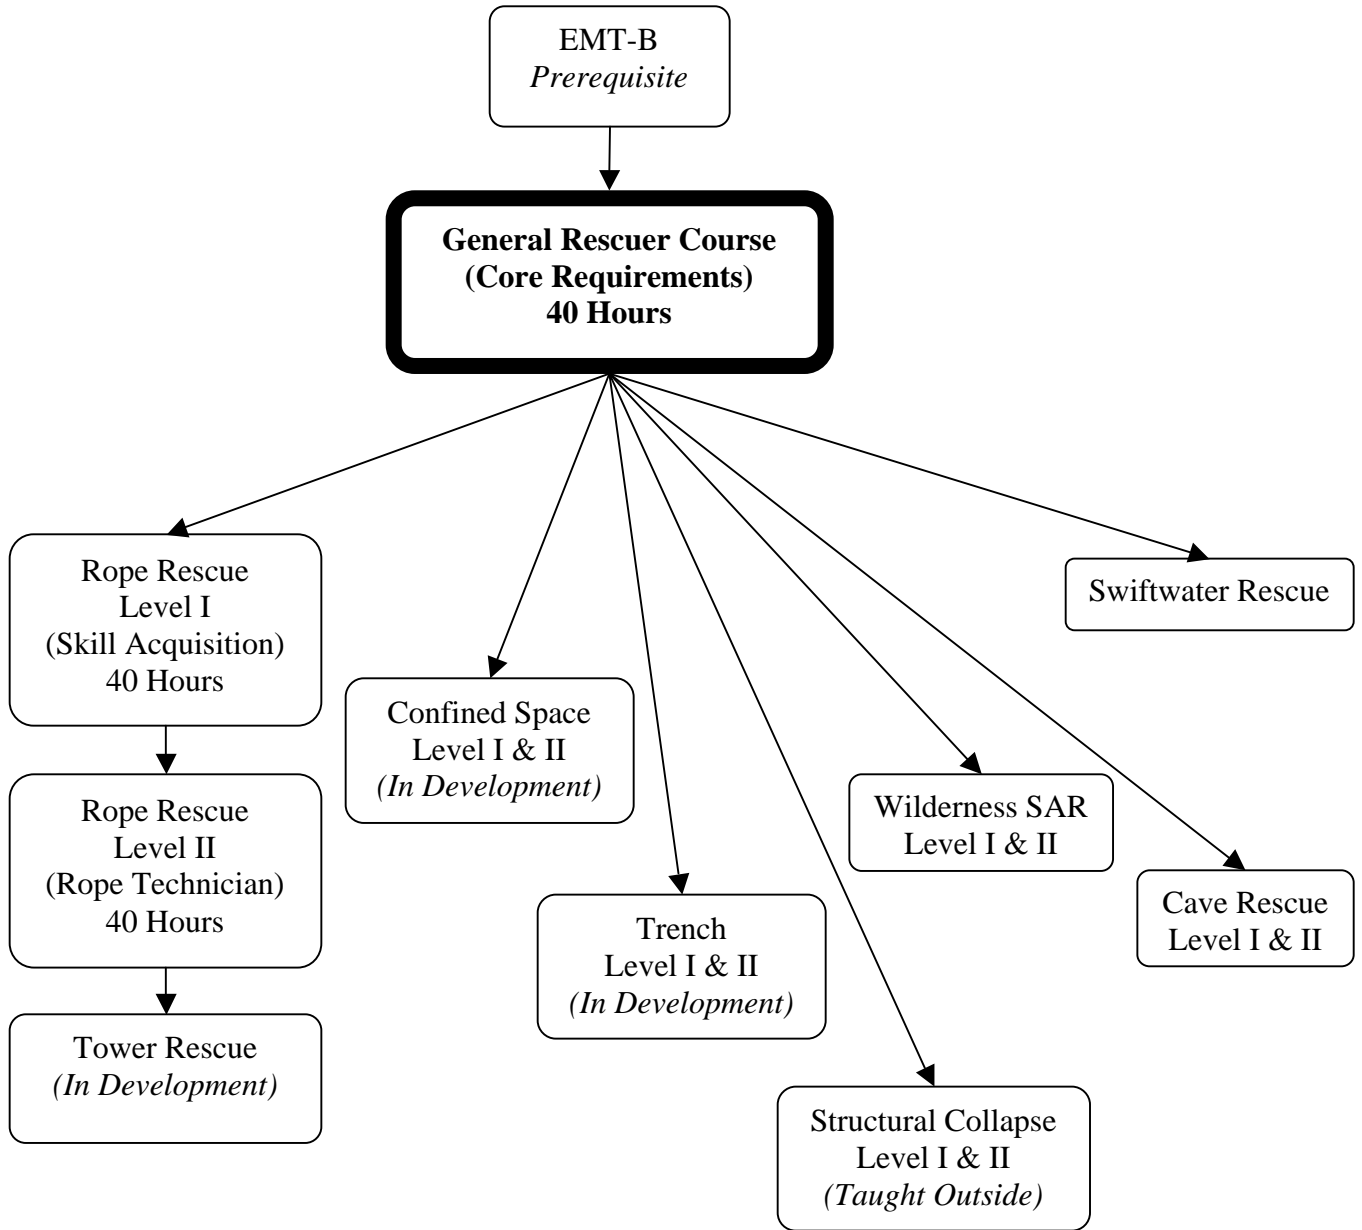 EMT-B
Prerequisite
General Rescuer Course
(Core Requirements)
40 Hours
Rope Rescue
Level I
(Skill Acquisition)
40 Hours
Rope Rescue
Level II
(Rope Technician)
40 Hours
Tower Rescue
(In Development)
Confined Space
Level I & II
(In Development)
Trench
Level I & II
(In Development)
Structural Collapse
Level I & II
(Taught Outside)
Wilderness SAR
Level I & II
Cave Rescue
Level I & II
Swiftwater Rescue